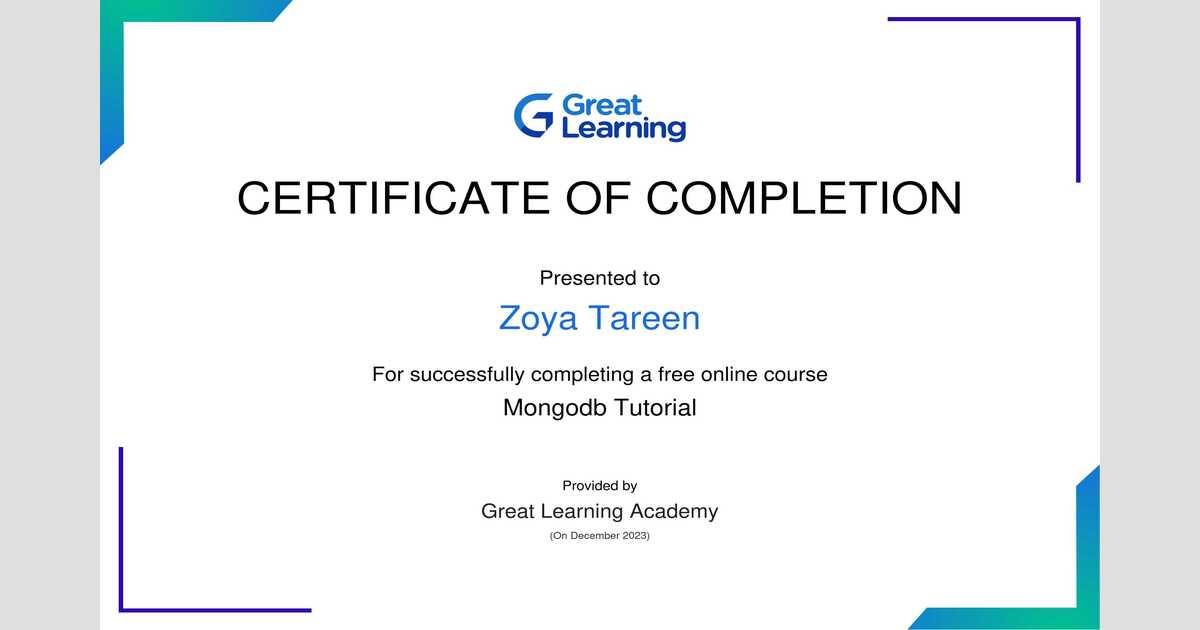 Great
Learning
CERTIFICATE OF COMPLETION
Presented to
Zoya Tareen
For successfully completing a free online course
Mongodb Tutorial
Provided by
Great Learning Academy
(On December 2023)